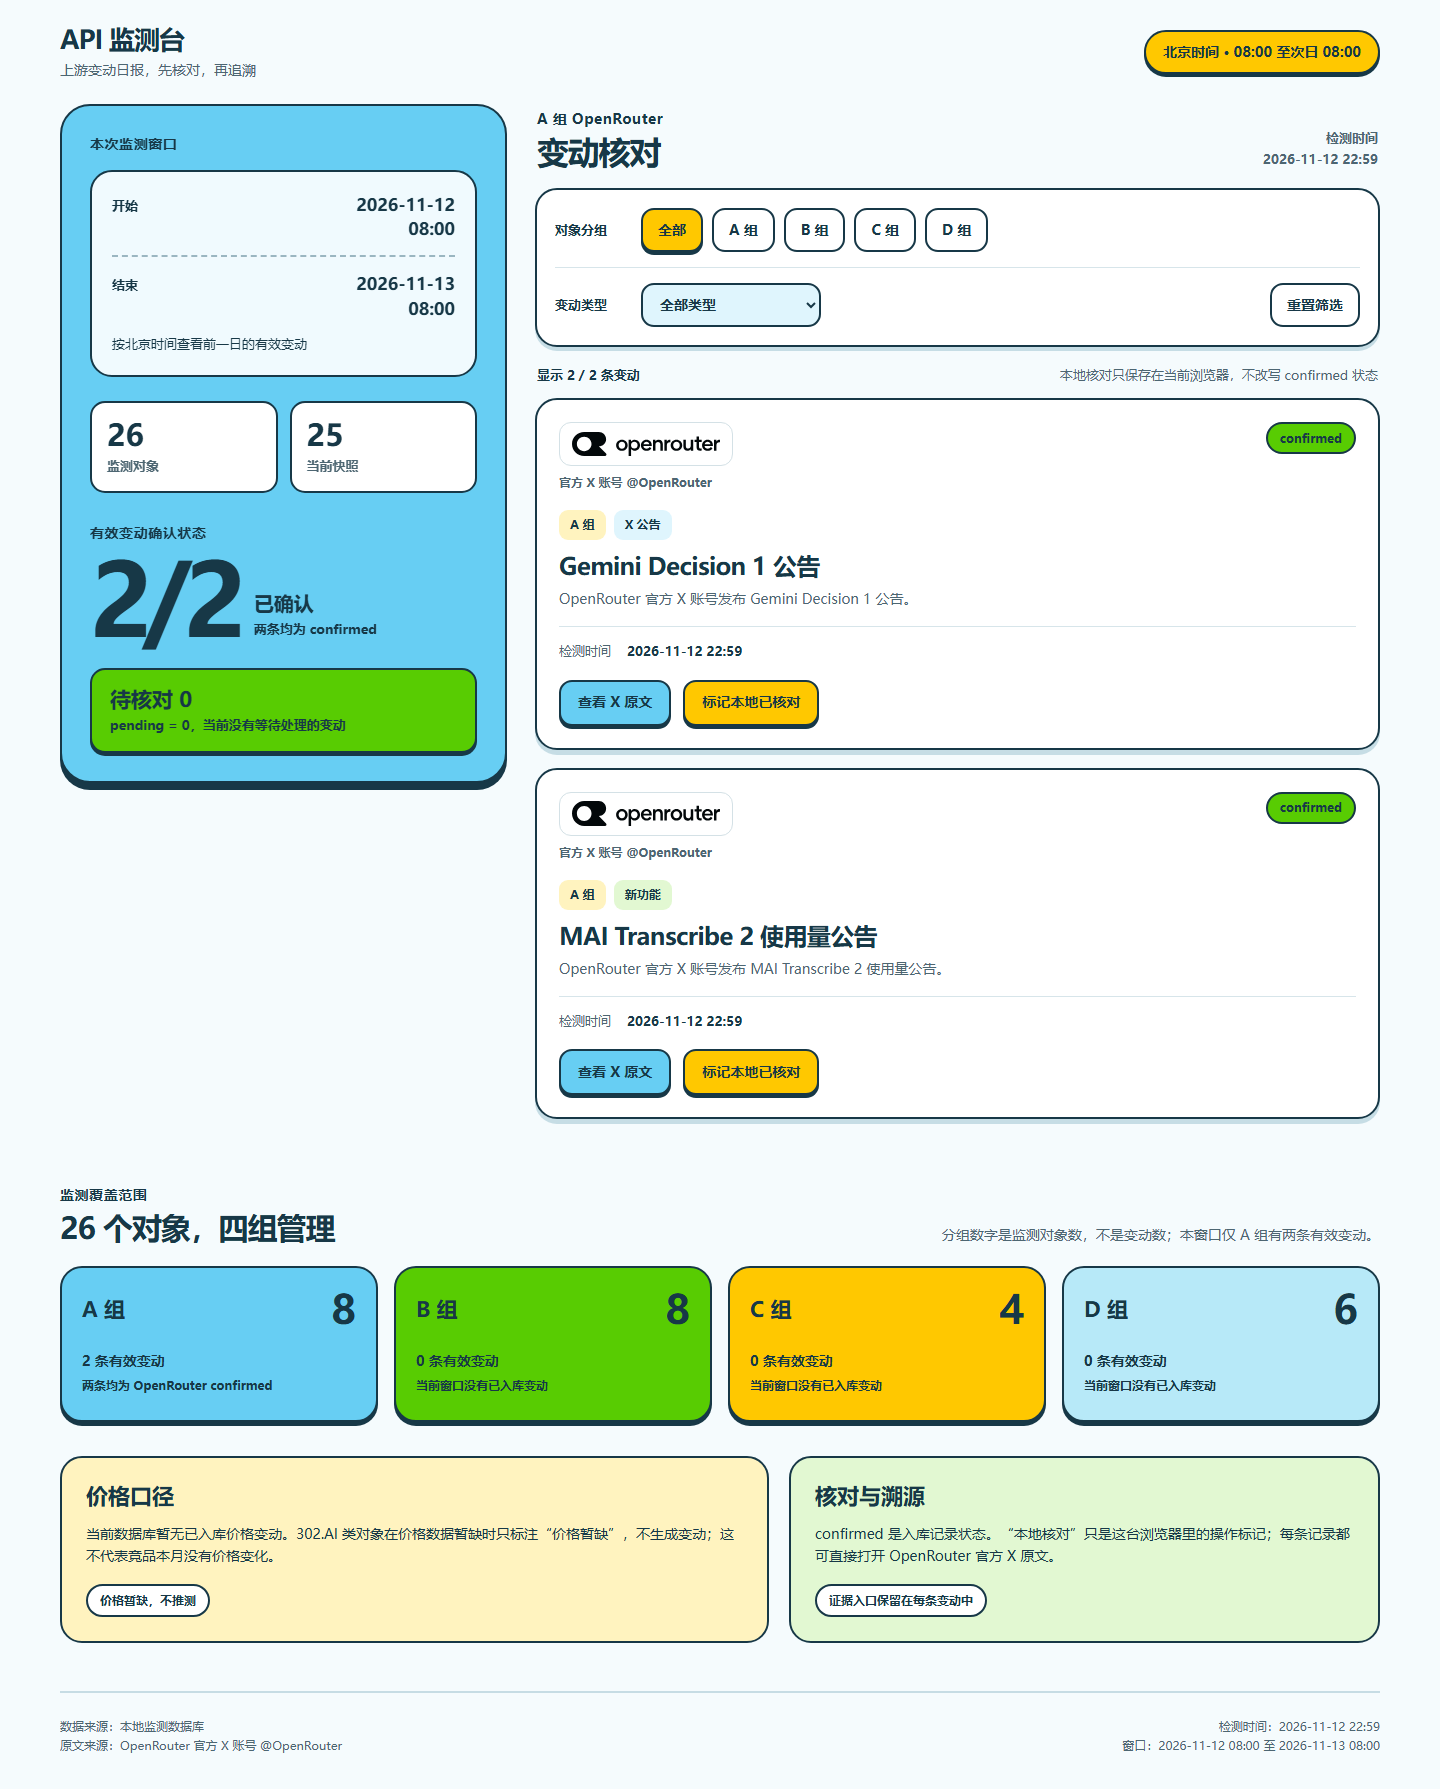 API 监测台
上游变动日报，先核对，再追溯
北京时间 • 08:00 至次日 08:00
本次监测窗口
开始
2026-11-12
08:00
结束
2026-11-13
08:00
按北京时间查看前一日的有效变动
26
监测对象
25
当前快照
有效变动确认状态
2/2
已确认
两条均为 confirmed
待核对 0
pending = 0，当前没有等待处理的变动
A 组 OpenRouter
变动核对
检测时间
2026-11-12 22:59
对象分组
全部
A 组
B 组
C 组
D 组
变动类型
全部类型
重置筛选
显示 2 / 2 条变动
本地核对只保存在当前浏览器，不改写 confirmed 状态
openrouter
confirmed
官方 X 账号 @OpenRouter
A 组
X 公告
Gemini Decision 1 公告
OpenRouter 官方 X 账号发布 Gemini Decision 1 公告。
检测时间 2026-11-12 22:59
查看 X 原文
标记本地已核对
openrouter
confirmed
官方 X 账号 @OpenRouter
A 组
新功能
MAI Transcribe 2 使用量公告
OpenRouter 官方 X 账号发布 MAI Transcribe 2 使用量公告。
检测时间 2026-11-12 22:59
查看 X 原文
标记本地已核对
监测覆盖范围
26 个对象，四组管理
分组数字是监测对象数，不是变动数；本窗口仅 A 组有两条有效变动。
A 组
8
2 条有效变动
两条均为 OpenRouter confirmed
B 组
8
0 条有效变动
当前窗口没有已入库变动
C 组
4
0 条有效变动
当前窗口没有已入库变动
D 组
6
0 条有效变动
当前窗口没有已入库变动
价格口径
当前数据库暂无已入库价格变动。302.AI 类对象在价格数据暂缺时只标注“价格暂缺”，不生成变动；这
不代表竞品本月没有价格变化。
价格暂缺，不推测
核对与溯源
confirmed 是入库记录状态。“本地核对”只是这台浏览器里的操作标记；每条记录都
可直接打开 OpenRouter 官方 X 原文。
证据入口保留在每条变动中
数据来源：本地监测数据库
原文来源：OpenRouter 官方 X 账号 @OpenRouter
检测时间：2026-11-12 22:59
窗口：2026-11-12 08:00 至 2026-11-13 08:00